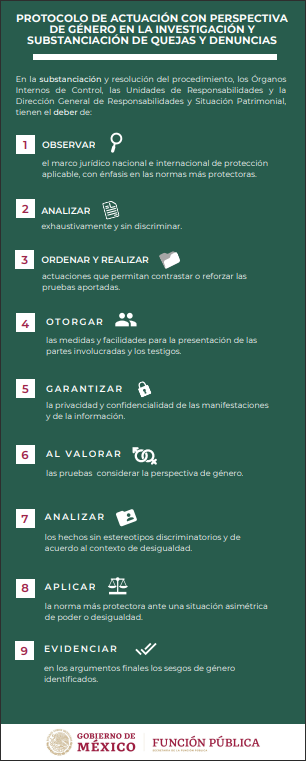 PROTOCOLO DE ACTUACIÓN CON PERSPECTIVA
DE GÉNERO EN LA INVESTIGACIÓN Y
SUBSTANCIACIÓN DE QUEJAS Y DENUNCIAS
En la substanciación y resolución del procedimiento, los Órganos
Internos de Control, las Unidades de Responsabilidades y la
Dirección General de Responsabilidades y Situación Patrimonial,
tienen el deber de:
1 OBSERVAR
el marco jurídico nacional e internacional de protección
aplicable, con énfasis en las normas más protectoras.
2 ANALIZAR
exhaustivamente y sin discriminar.
3 ORDENAR Y REALIZAR
actuaciones que permitan contrastar o reforzar las
pruebas aportadas.
4 OTORGAR
las medidas y facilidades para la presentación de las
partes involucradas y los testigos.
5 GARANTIZAR
la privacidad y confidencialidad de las manifestaciones
y de la información.
6 AL VALORAR
las pruebas considerar la perspectiva de género.
7 ANALIZAR
los hechos sin estereotipos discriminatorios y de
acuerdo al contexto de desigualdad.
8 APLICAR
la norma más protectora ante una situación asimétrica
de poder o desigualdad.
9 EVIDENCIAR
en los argumentos finales los sesgos de género
identificados.
GOBIERNO DE
MÉXICO
FUNCIÓN PÚBLICA
SECRETARÍA DE LA FUNCIÓN PÚBLICA